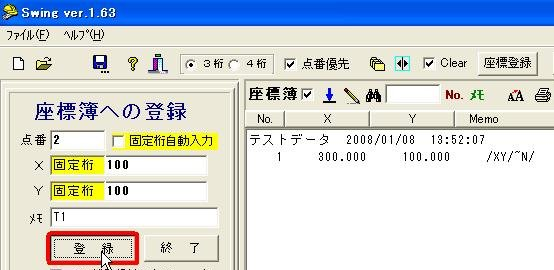 Swing ver.1.63
ファイル(F) ヘルプ(H)
3桁 4桁 点番優先 Clear 座標登録
座標簿への登録
点番 2 固定桁自動入力
X 固定桁 100
Y 固定桁 100
メモ T1
登 録 終 了
座標簿 No. メモ AA
No. X Y Memo
テストデータ 2008/01/08 13:52:07
1 300.000 100.000 /XY/~N/